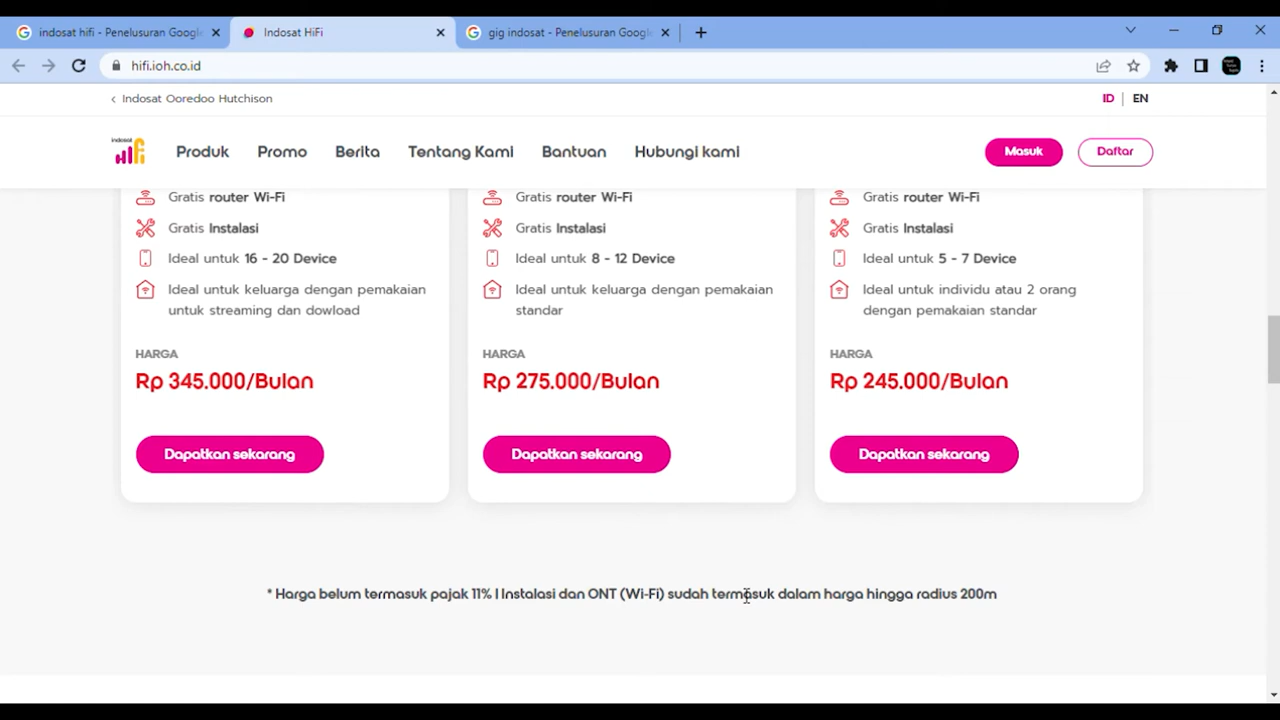 indosat hifi - Penelusuran Google
Indosat HiFi
gig indosat - Penelusuran Google
hifi.ioh.co.id
Indosat Ooredoo Hutchison
ID | EN
indosat
HiFi
Produk
Promo
Berita
Tentang Kami
Bantuan
Hubungi kami
Masuk
Daftar
Gratis router Wi-Fi
Gratis Instalasi
Ideal untuk 16 - 20 Device
Ideal untuk keluarga dengan pemakaian
untuk streaming dan dowload
HARGA
Rp 345.000/Bulan
Dapatkan sekarang
Gratis router Wi-Fi
Gratis Instalasi
Ideal untuk 8 - 12 Device
Ideal untuk keluarga dengan pemakaian
standar
HARGA
Rp 275.000/Bulan
Dapatkan sekarang
Gratis router Wi-Fi
Gratis Instalasi
Ideal untuk 5 - 7 Device
Ideal untuk individu atau 2 orang
dengan pemakaian standar
HARGA
Rp 245.000/Bulan
Dapatkan sekarang
* Harga belum termasuk pajak 11% | Instalasi dan ONT (Wi-Fi) sudah termasuk dalam harga hingga radius 200m